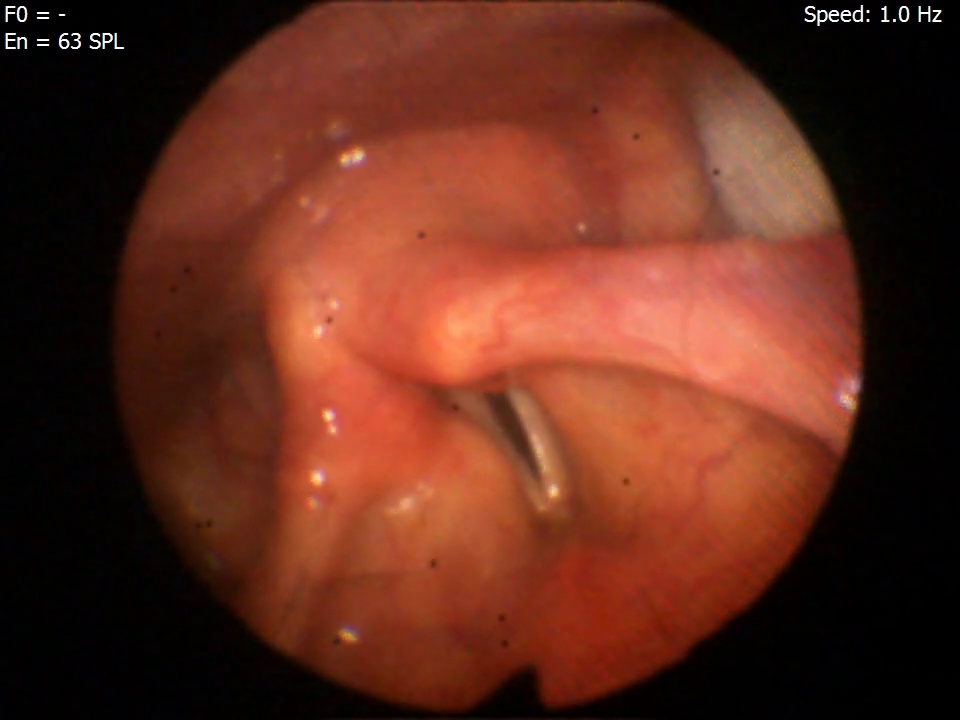 F0 = -
En = 63 SPL
Speed: 1.0 Hz